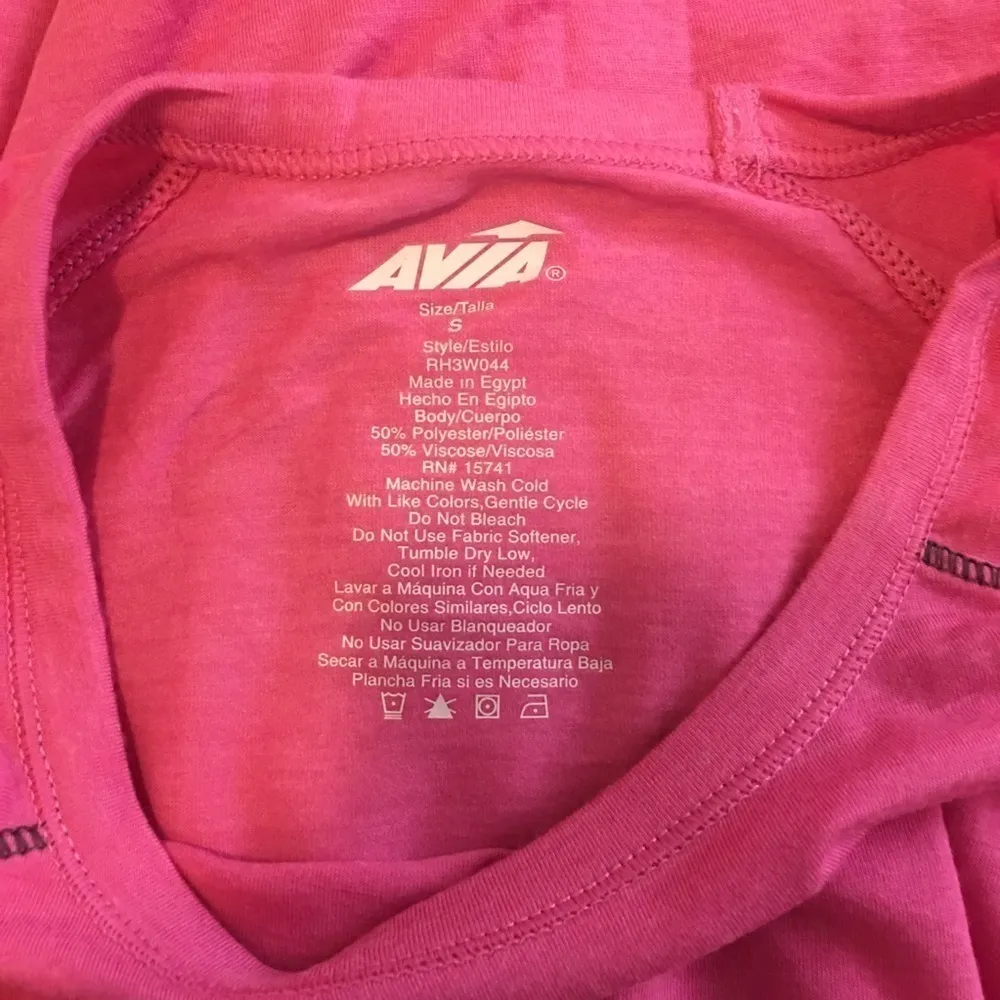 AVIA®
Size/Talla
S
Style/Estilo
RH3W044
Made in Egypt
Hecho En Egipto
Body/Cuerpo
50% Polyester/Poliéster
50% Viscose/Viscosa
RN# 15741
Machine Wash Cold
With Like Colors,Gentle Cycle
Do Not Bleach
Do Not Use Fabric Softener,
Tumble Dry Low,
Cool Iron if Needed
Lavar a Máquina Con Aqua Fria y
Con Colores Similares,Ciclo Lento
No Usar Blanqueador
No Usar Suavizador Para Ropa
Secar a Máquina a Temperatura Baja
Plancha Fria si es Necesario